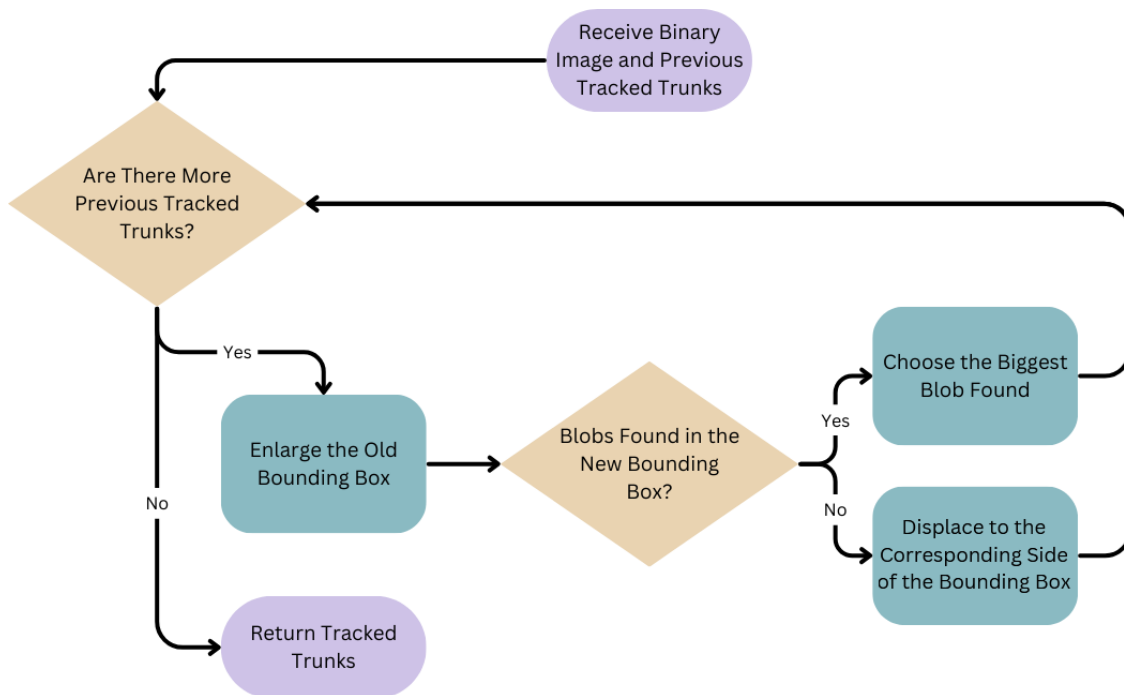 Receive Binary
Image and Previous
Tracked Trunks
Are There More
Previous Tracked
Trunks?
Yes
No
Enlarge the Old
Bounding Box
Blobs Found in the
New Bounding
Box?
Yes
No
Choose the Biggest
Blob Found
Displace to the
Corresponding Side
of the Bounding Box
Return Tracked
Trunks